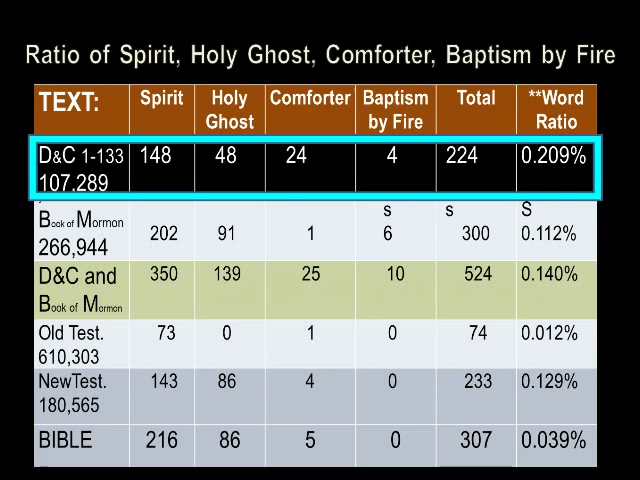 Ratio of Spirit, Holy Ghost, Comforter, Baptism by Fire
TEXT: Spirit Holy Ghost Comforter Baptism by Fire Total **Word Ratio
D&C 1-133 107,289 148 48 24 4 224 0.209%
s s S
Book of Mormon 266,944 202 91 1 6 300 0.112%
D&C and Book of Mormon 350 139 25 10 524 0.140%
Old Test. 610,303 73 0 1 0 74 0.012%
NewTest. 180,565 143 86 4 0 233 0.129%
BIBLE 216 86 5 0 307 0.039%